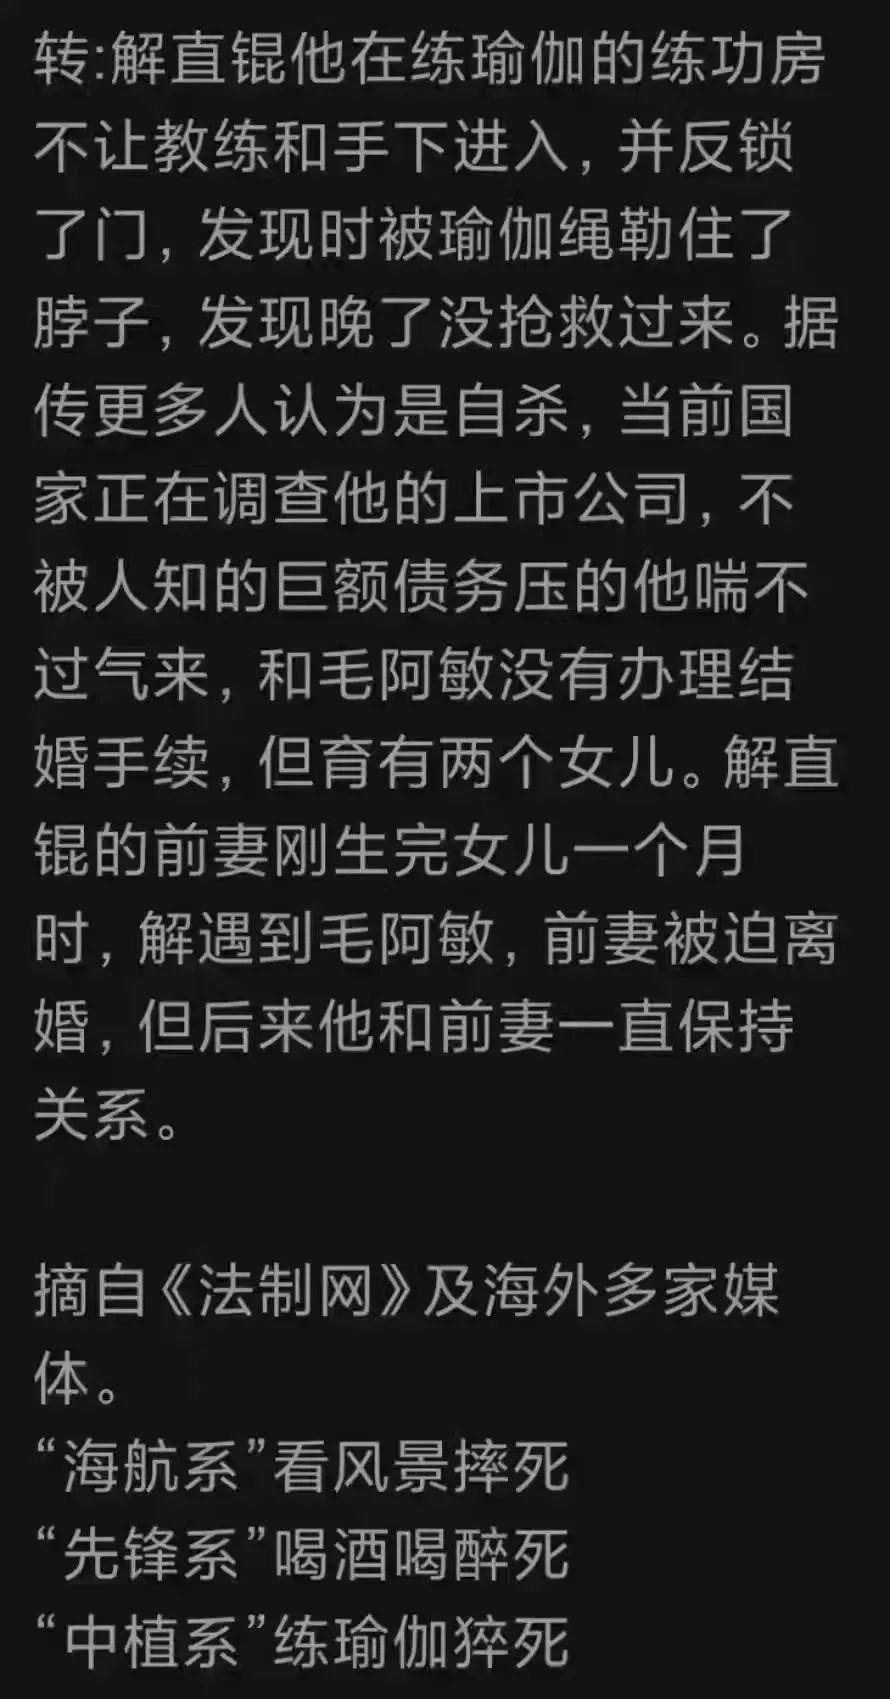 转:解直锟他在练瑜伽的练功房
不让教练和手下进入，并反锁
了门，发现时被瑜伽绳勒住了
脖子，发现晚了没抢救过来。据
传更多人认为是自杀，当前国
家正在调查他的上市公司，不
被人知的巨额债务压的他喘不
过气来，和毛阿敏没有办理结
婚手续，但育有两个女儿。解直
锟的前妻刚生完女儿一个月
时，解遇到毛阿敏，前妻被迫离
婚，但后来他和前妻一直保持
关系。
摘自《法制网》及海外多家媒
体。
“海航系”看风景摔死
“先锋系”喝酒喝醉死
“中植系”练瑜伽猝死